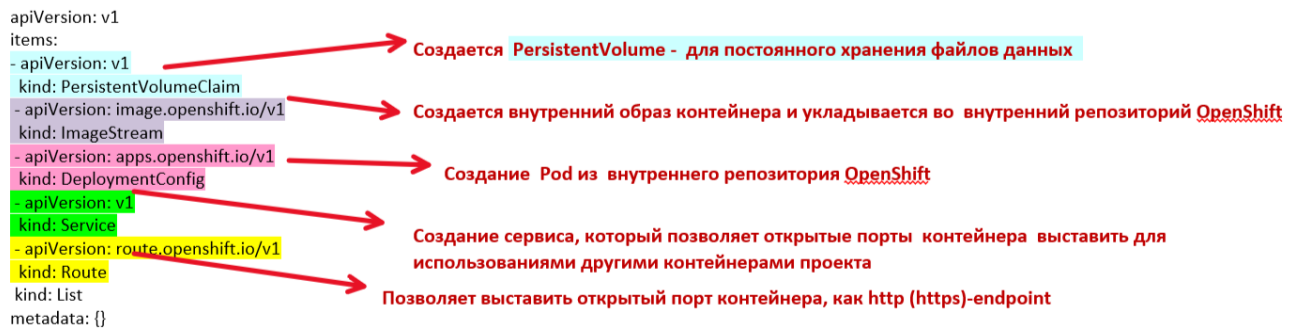 apiVersion: v1
items:
- apiVersion: v1
kind: PersistentVolumeClaim
- apiVersion: image.openshift.io/v1
kind: ImageStream
- apiVersion: apps.openshift.io/v1
kind: DeploymentConfig
- apiVersion: v1
kind: Service
- apiVersion: route.openshift.io/v1
kind: Route
kind: List
metadata: {}
Создается PersistentVolume - для постоянного хранения файлов данных
Создается внутренний образ контейнера и укладывается во внутренний репозиторий OpenShift
Создание Pod из внутреннего репозитория OpenShift
Создание сервиса, который позволяет открытые порты контейнера выставить для
использованиями другими контейнерами проекта
Позволяет выставить открытый порт контейнера, как http (https)-endpoint